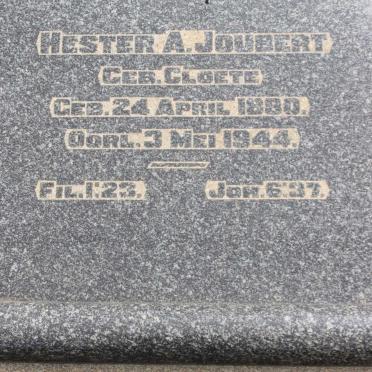 HESTER A. JOUBERT
GEB. CLOETE
GEB. 24 APRIL 1880.
OORL. 3 MEI 1944.
FIL. 1:23. JOH. 6:37.